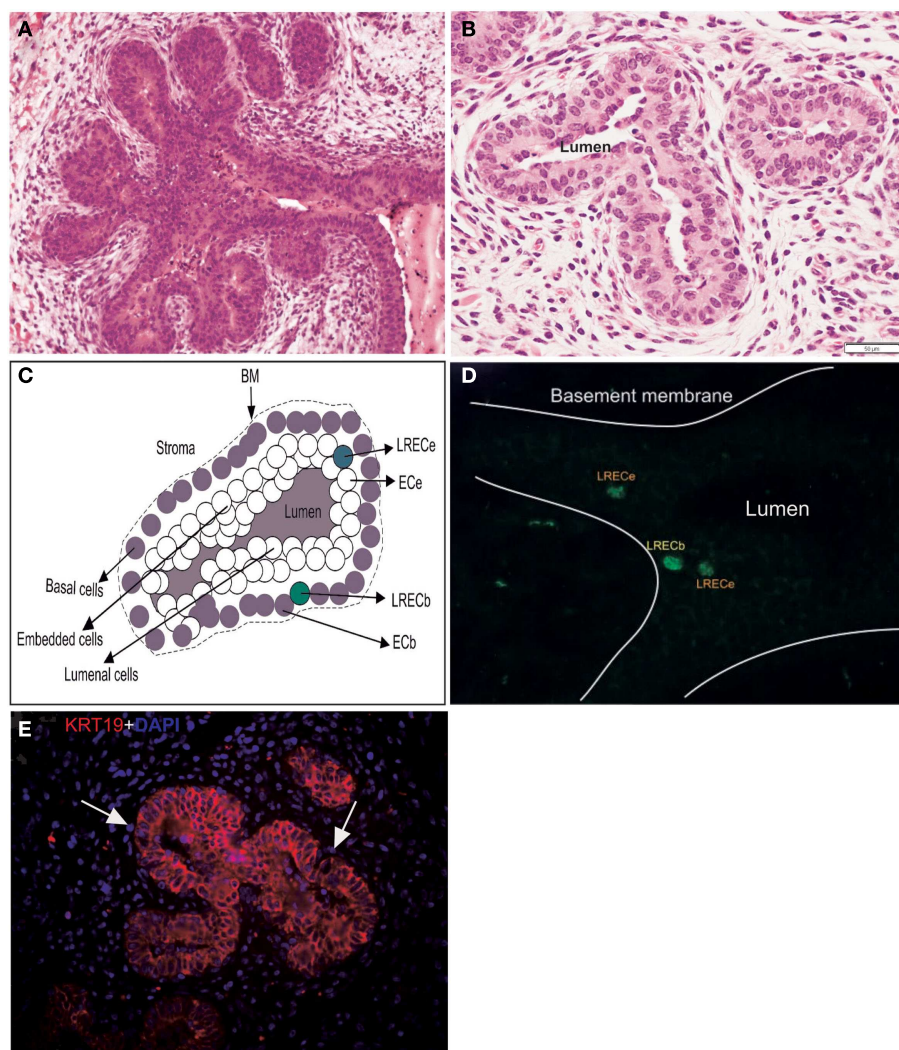 A
B
Lumen
50 µm
C
BM
Stroma
LRECe
ECe
Lumen
Basal cells
LRECb
Embedded cells
ECb
Lumenal cells
D
Basement membrane
LRECe
Lumen
LRECb
LRECe
E
KRT19+DAPI